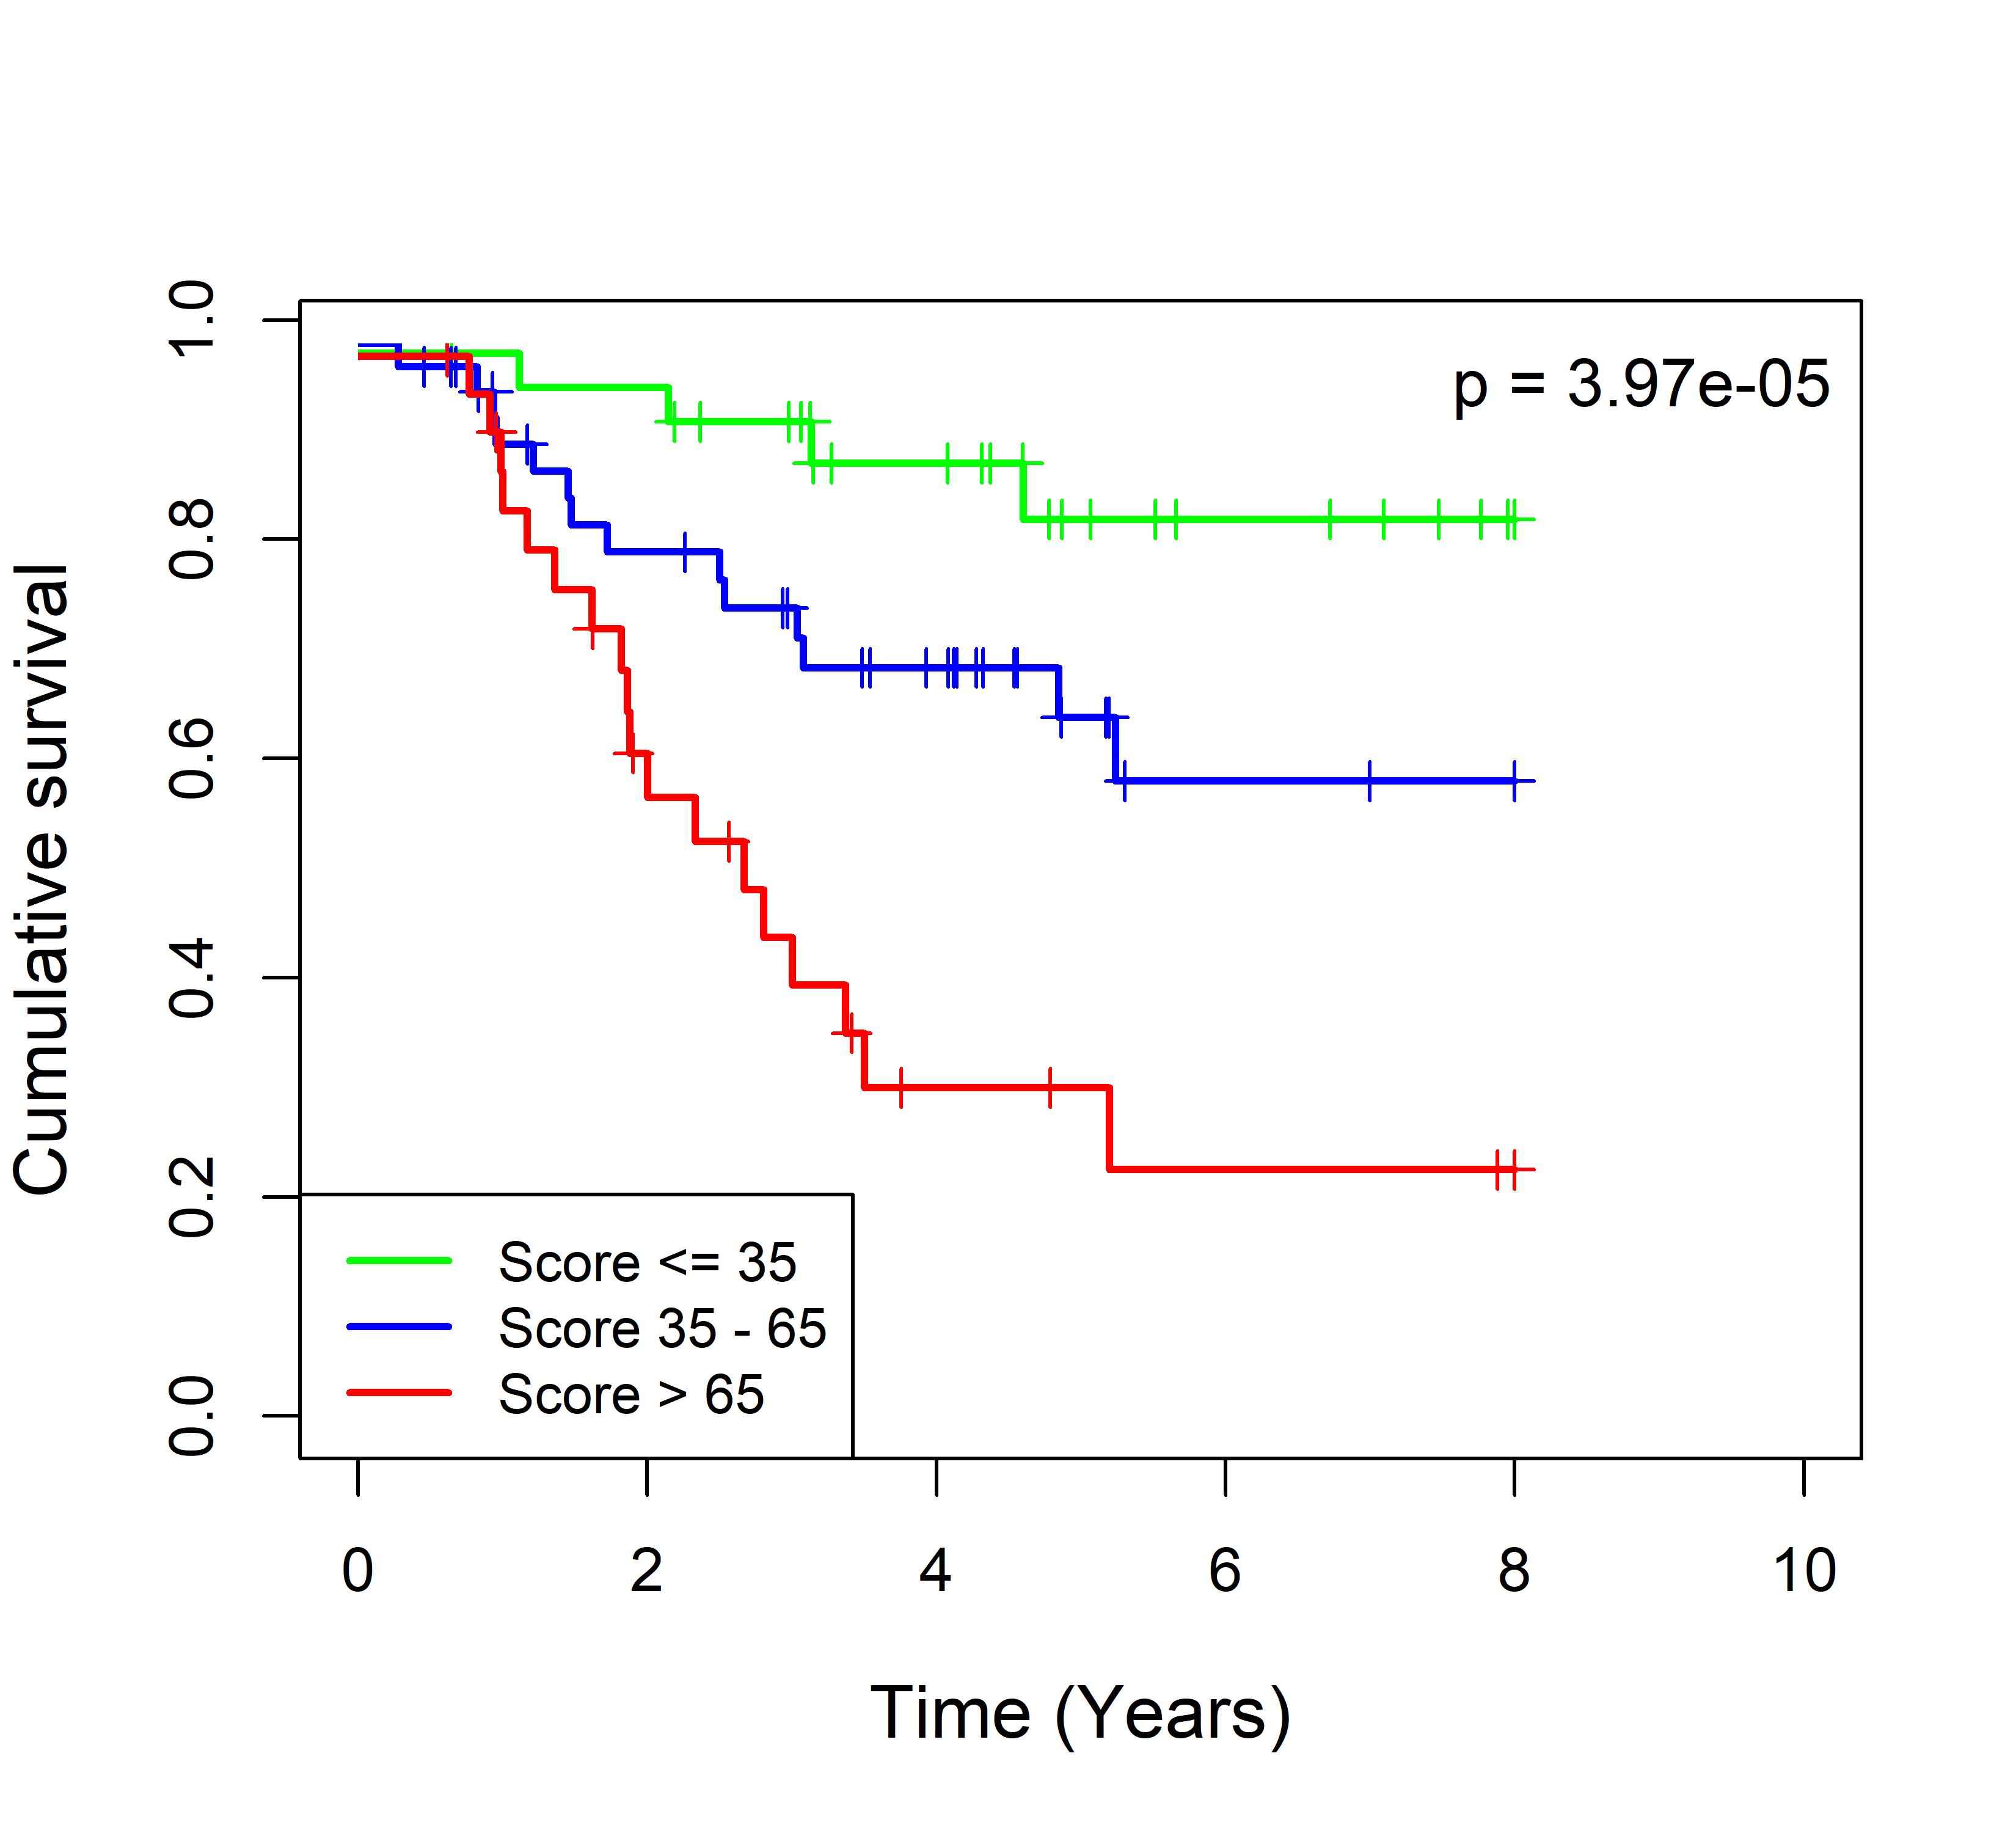 p = 3.97e-05
Cumulative survival
1.0
0.8
0.6
0.4
0.2
0.0
Score <= 35
Score 35 - 65
Score > 65
0 2 4 6 8 10
Time (Years)